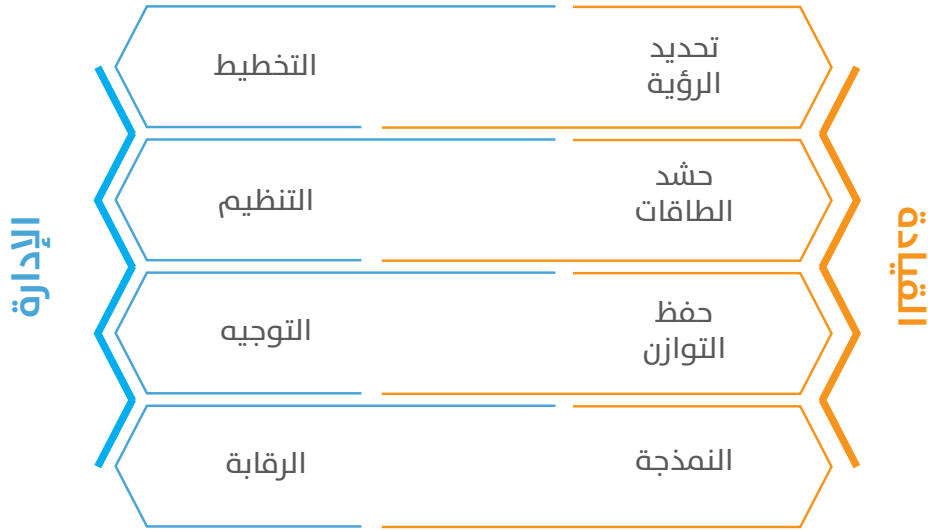 القيادة
الإدارة
تحديد
الرؤية
التخطيط
حشد
الطاقات
التنظيم
حفظ
التوازن
التوجيه
النمذجة
الرقابة